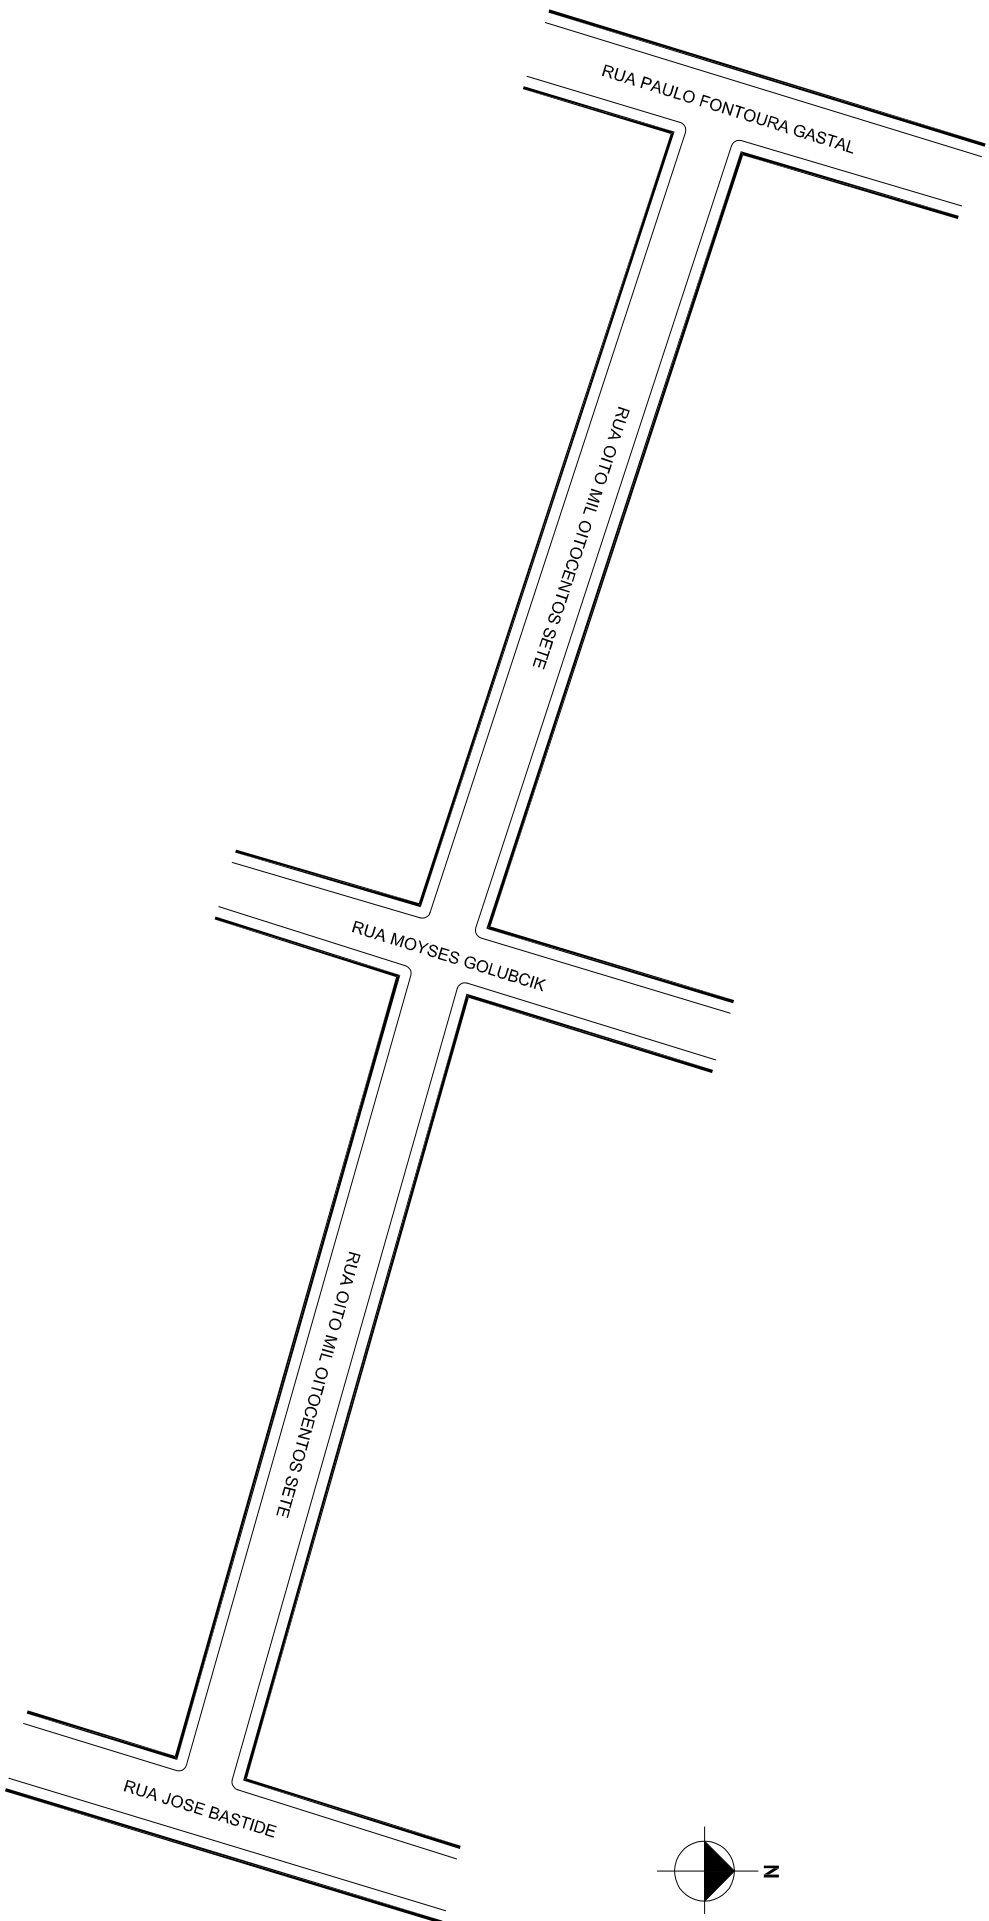 RUA PAULO FONTOURA GASTAL
RUA OITO MIL OITOCENTOS SETE
RUA MOYSES GOLUBCIK
RUA OITO MIL OITOCENTOS SETE
RUA JOSE BASTIDE
N